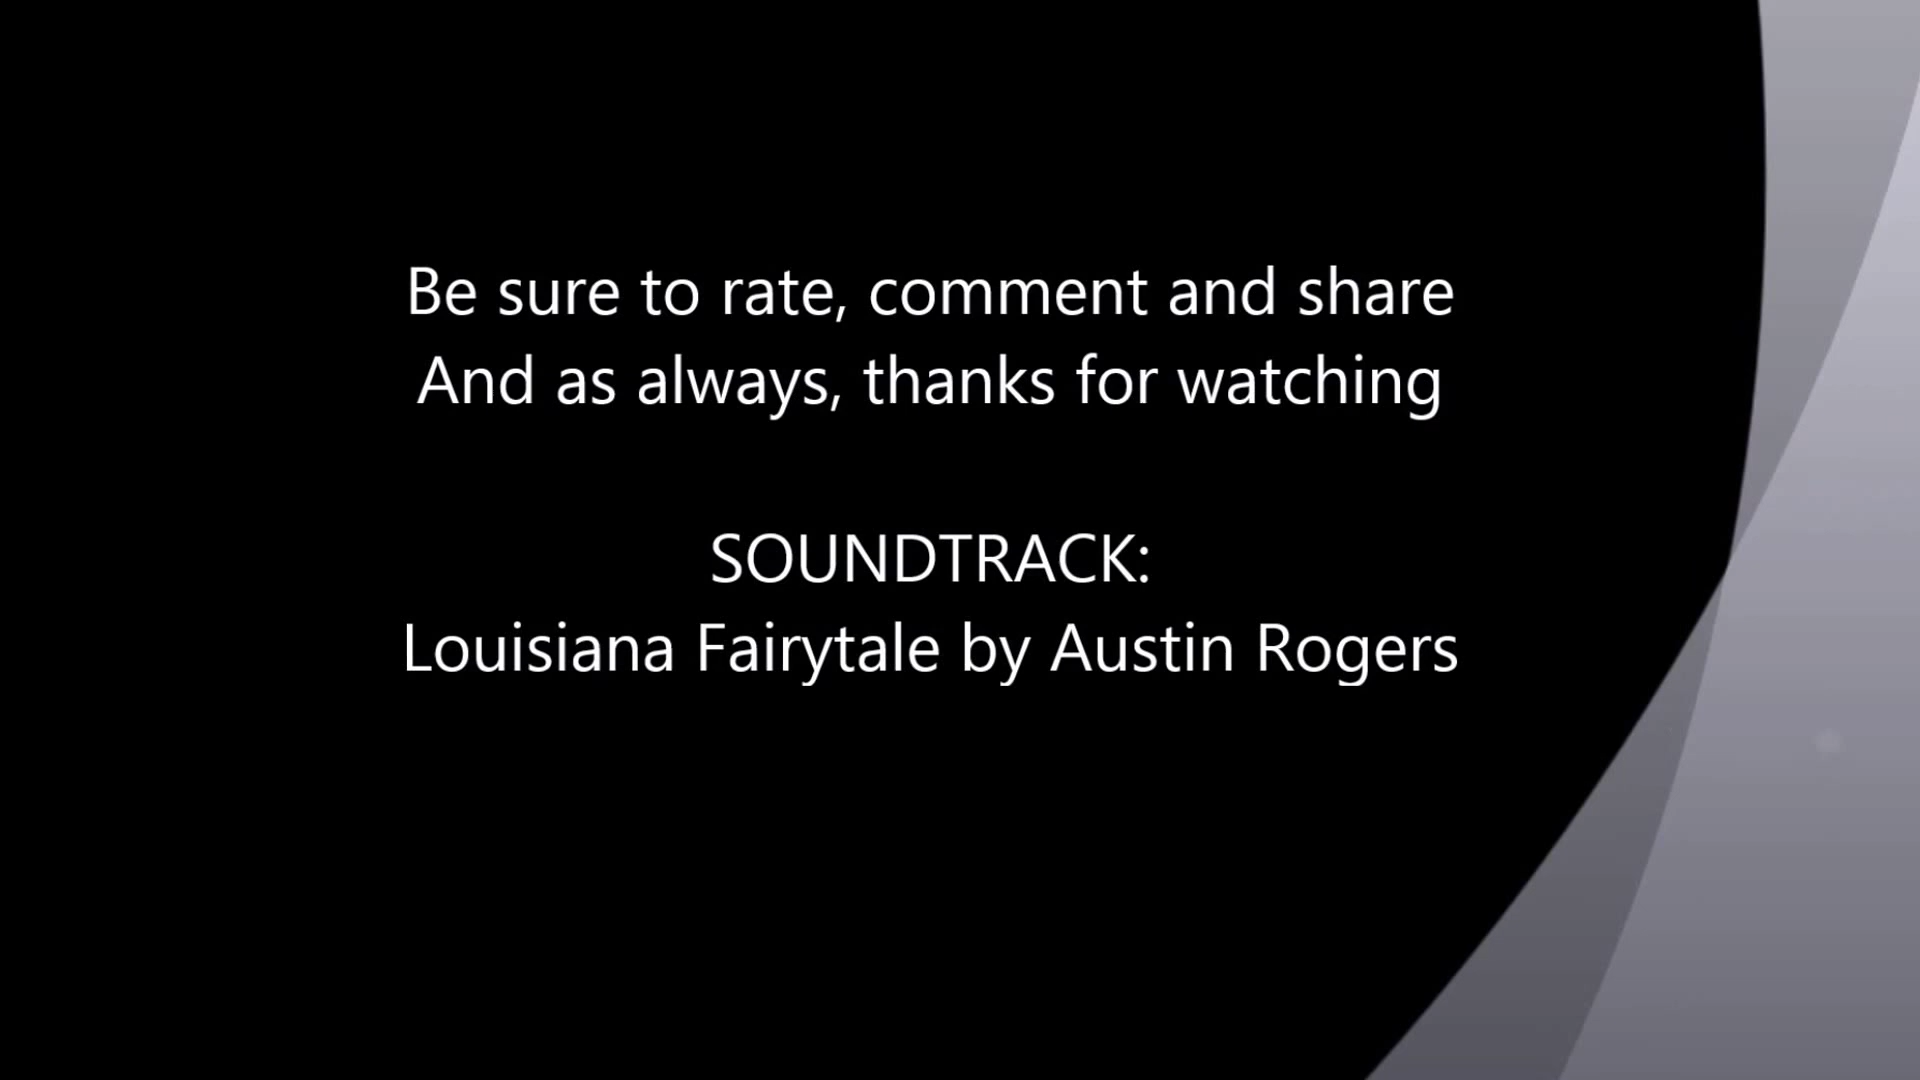 Be sure to rate, comment and share
And as always, thanks for watching
SOUNDTRACK:
Louisiana Fairytale by Austin Rogers